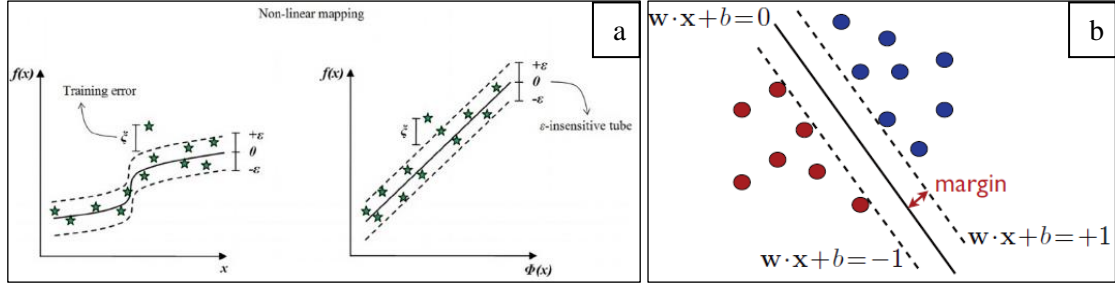 Non-linear mapping
a
f(x)
Training error
ξ
+ε
0
-ε
x
f(x)
ξ
+ε
0
-ε
ε-insensitive tube
Φ(x)
b
w·x+b=0
margin
w·x+b=+1
w·x+b=−1